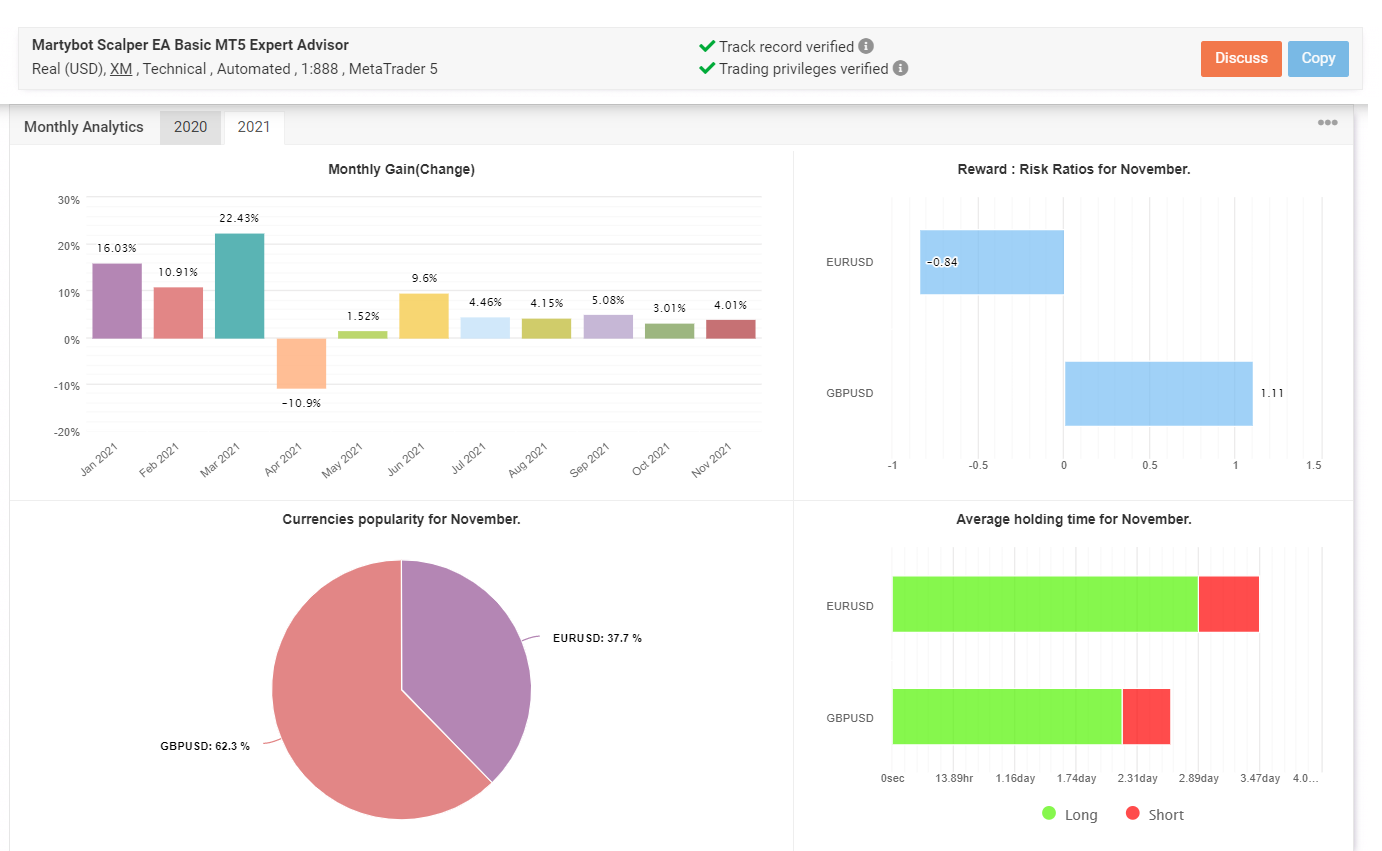 Martybot Scalper EA Basic MT5 Expert Advisor
Real (USD), XM , Technical , Automated , 1:888 , MetaTrader 5
Track record verified
Trading privileges verified
Discuss
Copy
Monthly Analytics
2020
2021
Monthly Gain(Change)
30%
20%
10%
0%
-10%
-20%
16.03%
10.91%
22.43%
-10.9%
1.52%
9.6%
4.46%
4.15%
5.08%
3.01%
4.01%
Jan 2021
Feb 2021
Mar 2021
Apr 2021
May 2021
Jun 2021
Jul 2021
Aug 2021
Sep 2021
Oct 2021
Nov 2021
Reward : Risk Ratios for November.
EURUSD
-0.84
GBPUSD
1.11
-1
-0.5
0
0.5
1
1.5
Currencies popularity for November.
EURUSD: 37.7 %
GBPUSD: 62.3 %
Average holding time for November.
EURUSD
GBPUSD
0sec
13.89hr
1.16day
1.74day
2.31day
2.89day
3.47day
4.0...
Long
Short